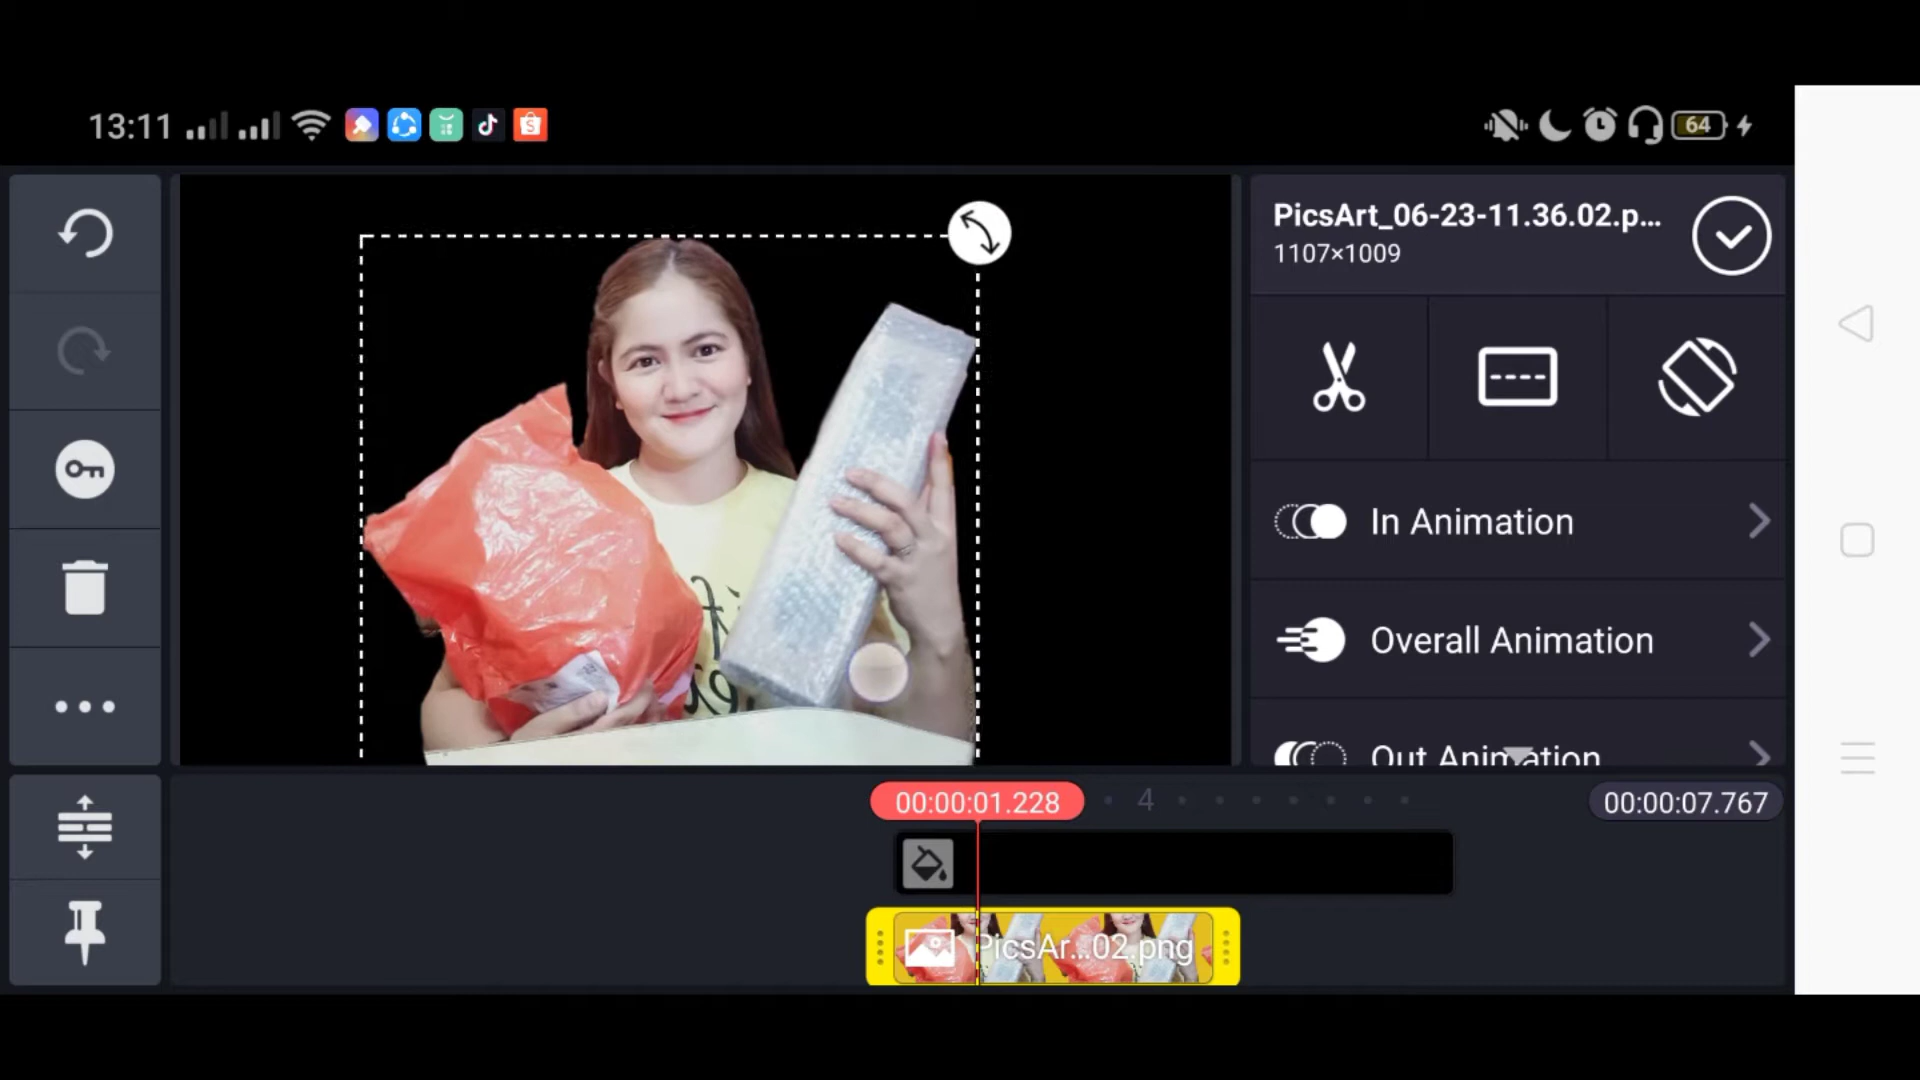 13:11
64
PicsArt_06-23-11.36.02.p...
1107×1009
In Animation
Overall Animation
Out Animation
00:00:01.228
4
00:00:07.767
PicsAr...02.png